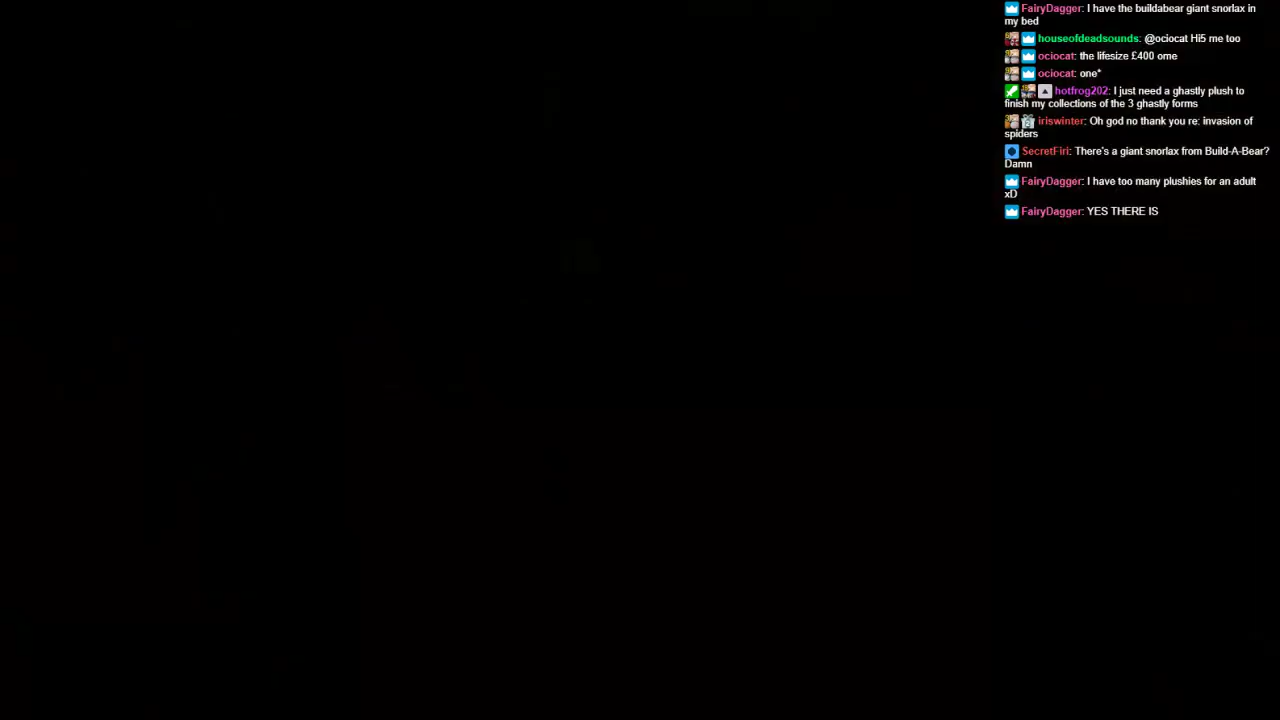 FairyDagger: I have the buildabear giant snorlax in
my bed
houseofdeadsounds: @ociocat Hi5 me too
ociocat: the lifesize £400 ome
ociocat: one*
hotfrog202: I just need a ghastly plush to
finish my collections of the 3 ghastly forms
iriswinter: Oh god no thank you re: invasion of
spiders
SecretFiri: There's a giant snorlax from Build-A-Bear?
Damn
FairyDagger: I have too many plushies for an adult
xD
FairyDagger: YES THERE IS